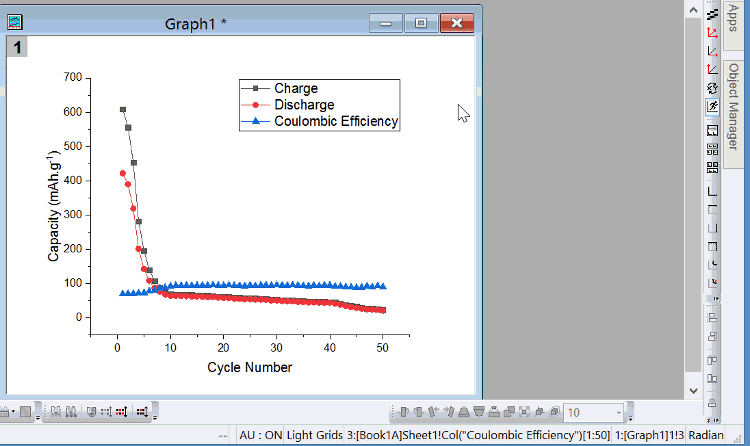 Graph1 *
1
Apps
Object Manager
Charge
Discharge
Coulombic Efficiency
Capacity (mAh.g⁻¹)
700
600
500
400
300
200
100
0
0 10 20 30 40 50
Cycle Number
10
-- AU : ON Light Grids 3:[Book1A]Sheet1!Col("Coulombic Efficiency")[1:50] 1:[Graph1]1!3 Radian